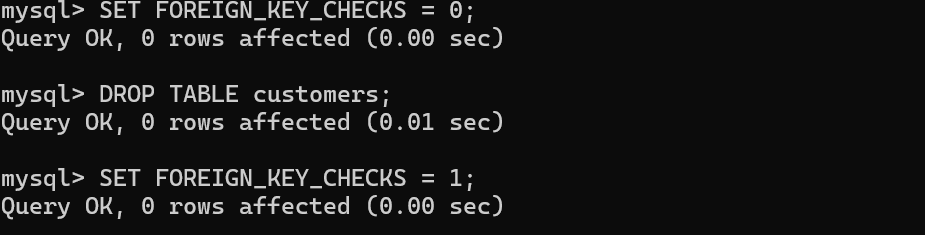 mysql> SET FOREIGN_KEY_CHECKS = 0;
Query OK, 0 rows affected (0.00 sec)
mysql> DROP TABLE customers;
Query OK, 0 rows affected (0.01 sec)
mysql> SET FOREIGN_KEY_CHECKS = 1;
Query OK, 0 rows affected (0.00 sec)